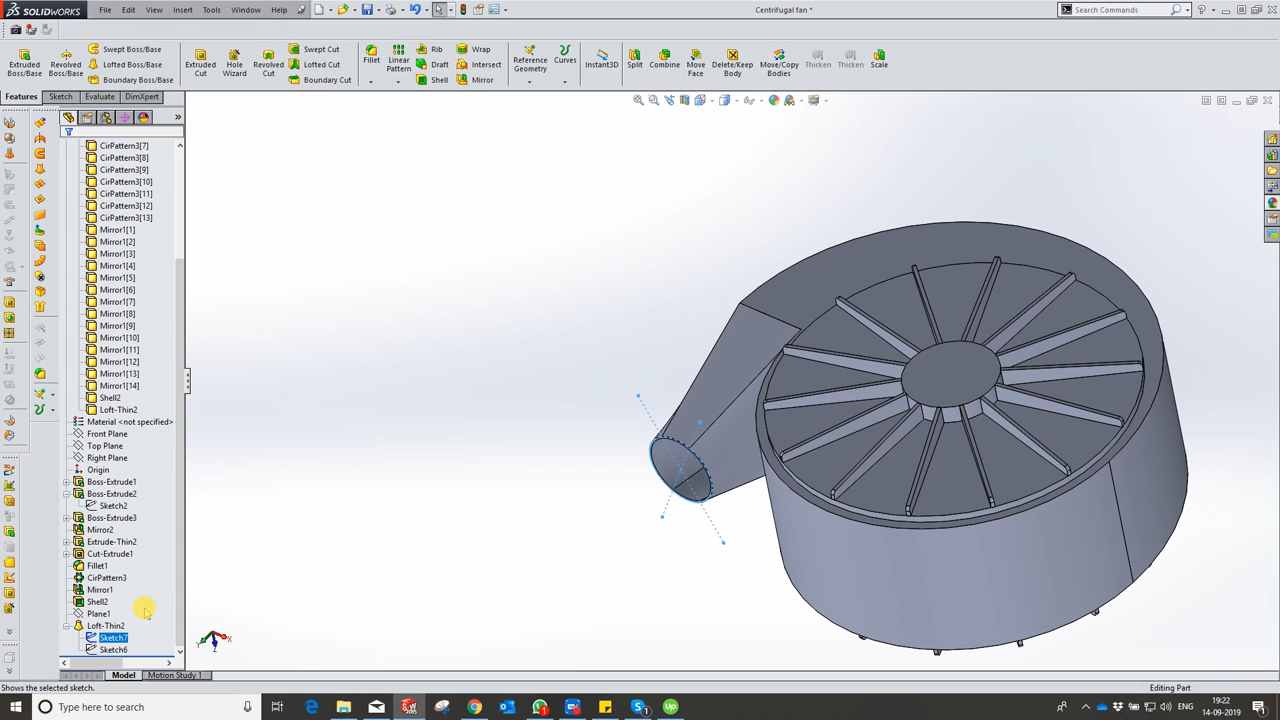 SOLIDWORKS File Edit View Insert Tools Window Help Centrifugal fan * Search Commands
Extruded Boss/Base
Revolved Boss/Base
Swept Boss/Base
Lofted Boss/Base
Boundary Boss/Base
Extruded Cut
Hole Wizard
Revolved Cut
Swept Cut
Lofted Cut
Boundary Cut
Fillet
Linear Pattern
Rib
Draft
Shell
Wrap
Intersect
Mirror
Reference Geometry
Curves
Instant3D
Split
Combine
Move Face
Delete/Keep Body
Move/Copy Bodies
Thicken
Thicken
Scale
Features Sketch Evaluate DimXpert
CirPattern3[7]
CirPattern3[8]
CirPattern3[9]
CirPattern3[10]
CirPattern3[11]
CirPattern3[12]
CirPattern3[13]
Mirror1[1]
Mirror1[2]
Mirror1[3]
Mirror1[4]
Mirror1[5]
Mirror1[6]
Mirror1[7]
Mirror1[8]
Mirror1[9]
Mirror1[10]
Mirror1[11]
Mirror1[12]
Mirror1[13]
Mirror1[14]
Shell2
Loft-Thin2
Material <not specified>
Front Plane
Top Plane
Right Plane
Origin
Boss-Extrude1
Boss-Extrude2
Sketch2
Boss-Extrude3
Mirror2
Extrude-Thin2
Cut-Extrude1
Fillet1
CirPattern3
Mirror1
Shell2
Plane1
Loft-Thin2
Sketch7
Sketch6
Y X Z
Model Motion Study 1
Shows the selected sketch. Editing Part
Type here to search
ENG
19:22
14-09-2019